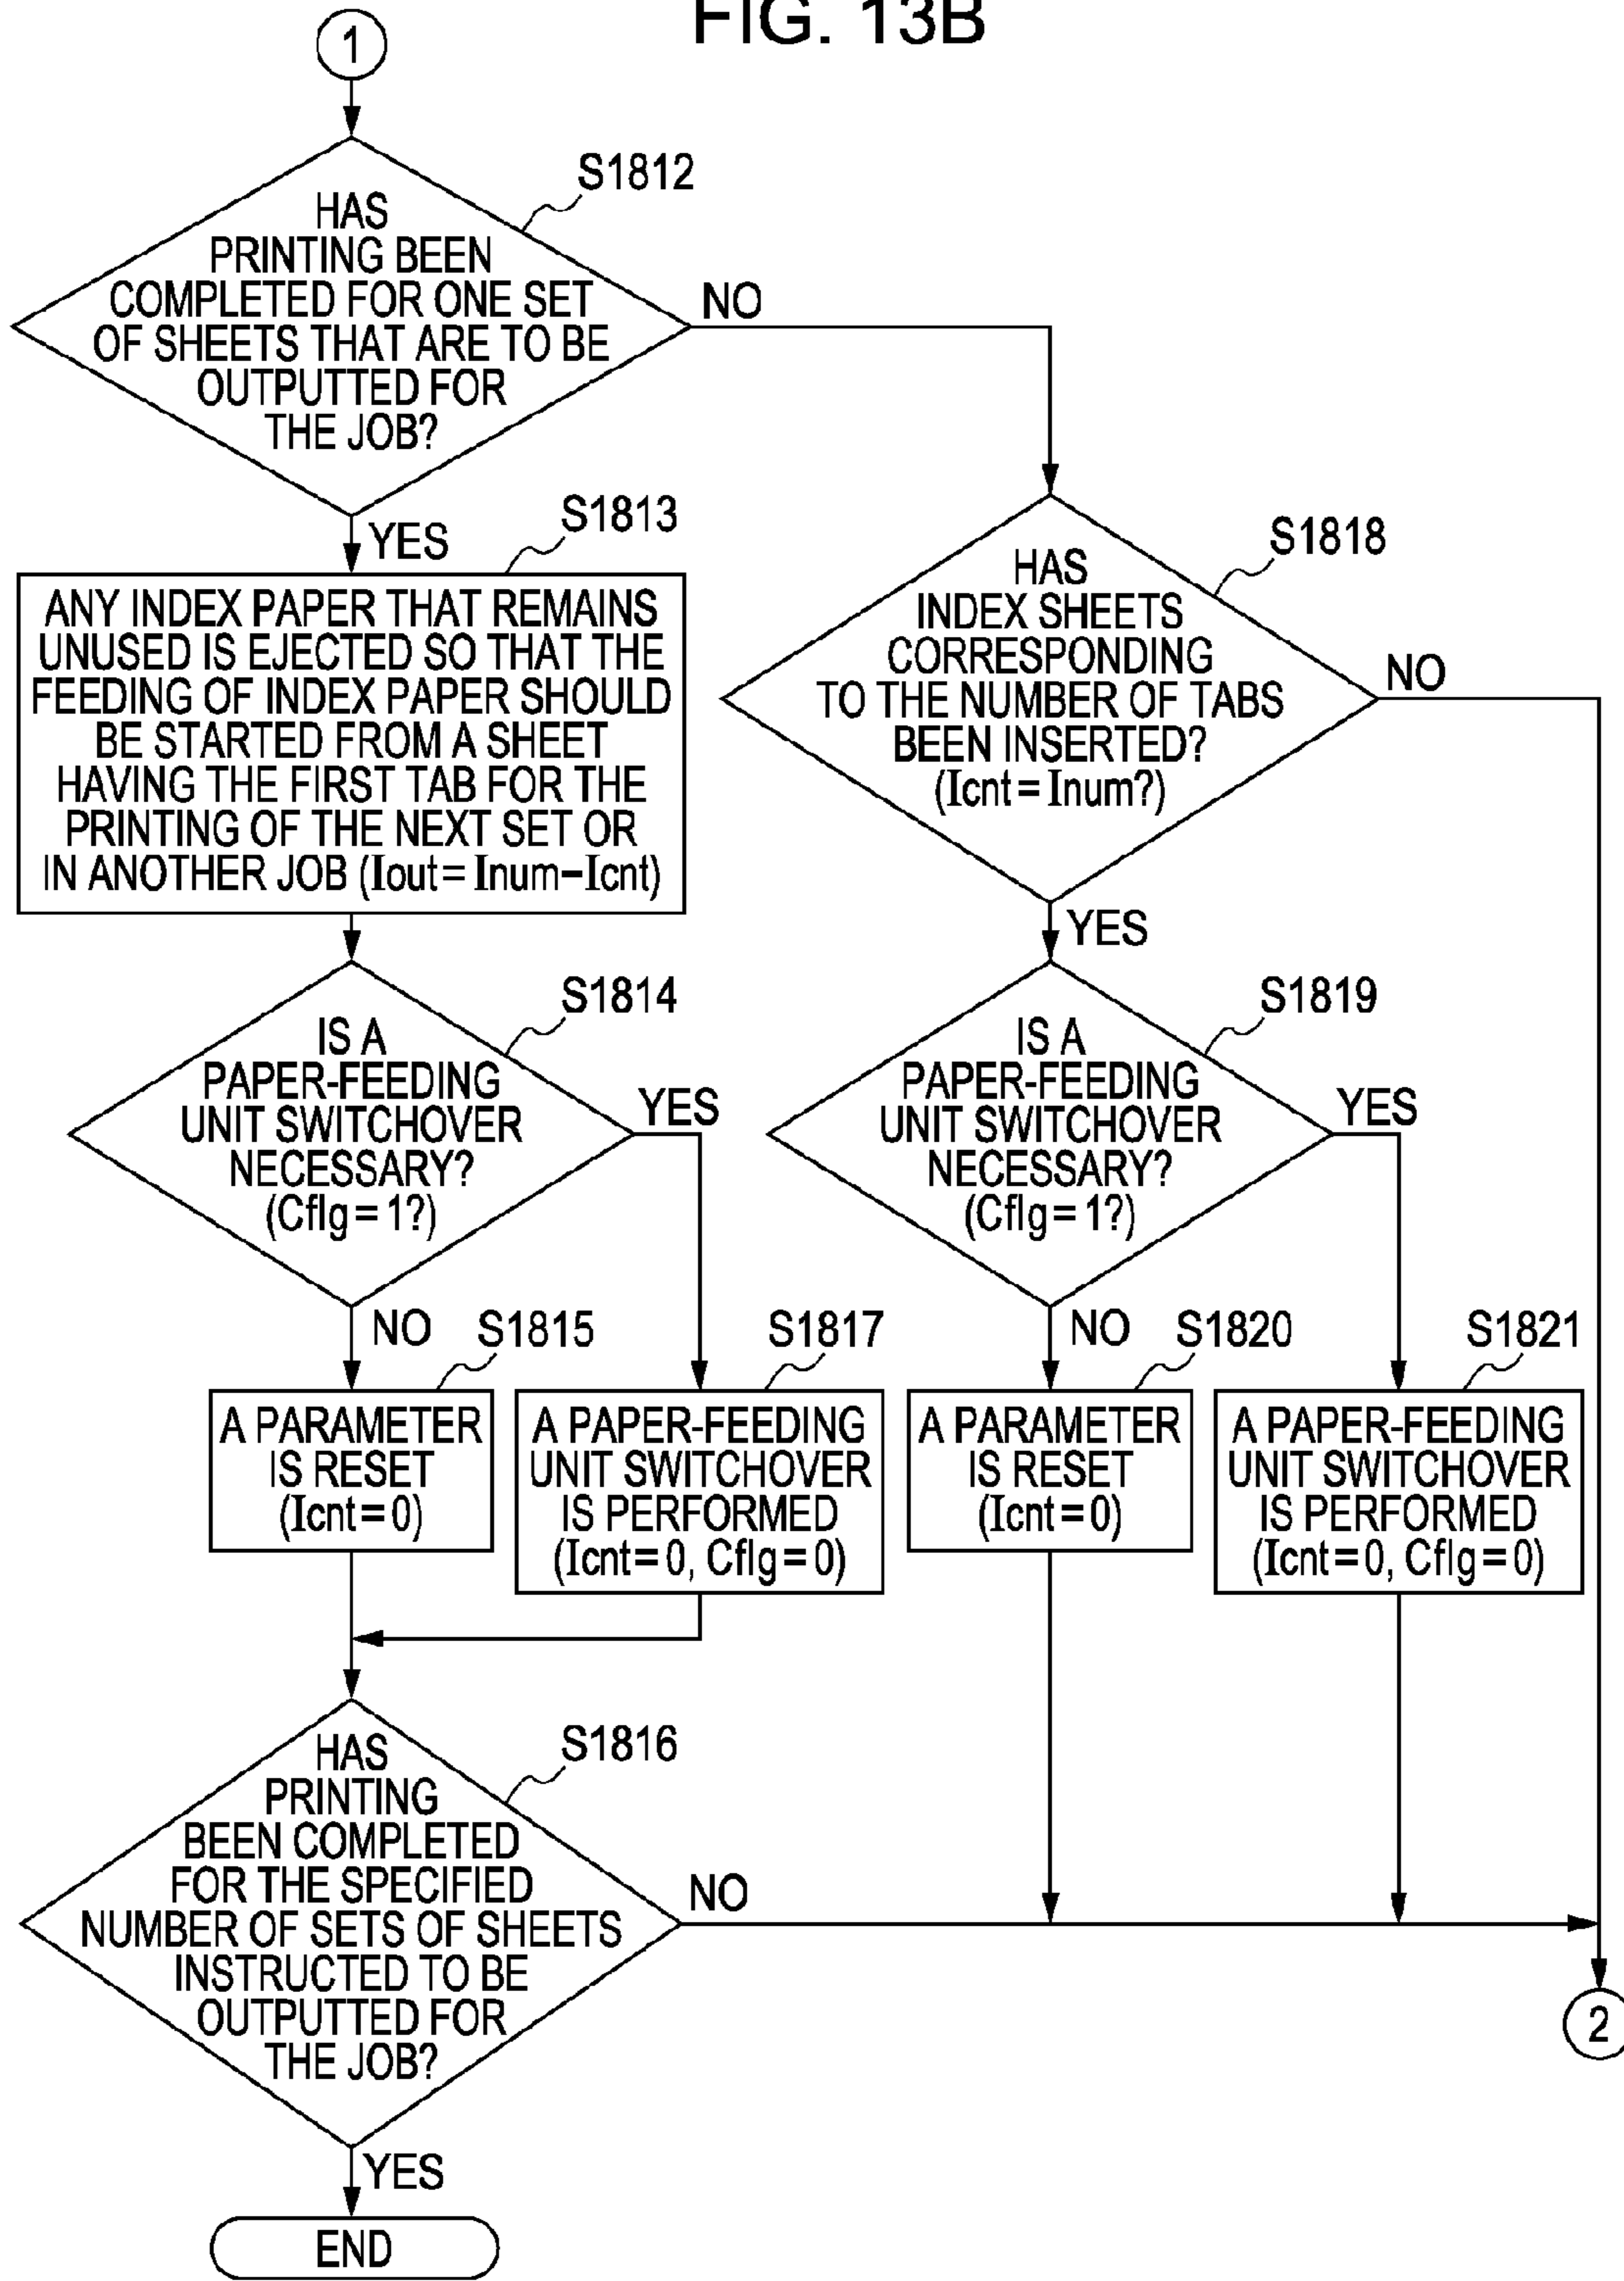 FIG. 13B
1
S1812
HAS
PRINTING BEEN
COMPLETED FOR ONE SET
OF SHEETS THAT ARE TO BE
OUTPUTTED FOR
THE JOB?
NO
YES
S1813
ANY INDEX PAPER THAT REMAINS
UNUSED IS EJECTED SO THAT THE
FEEDING OF INDEX PAPER SHOULD
BE STARTED FROM A SHEET
HAVING THE FIRST TAB FOR THE
PRINTING OF THE NEXT SET OR
IN ANOTHER JOB (Iout = Inum−Icnt)
S1818
HAS
INDEX SHEETS
CORRESPONDING
TO THE NUMBER OF TABS
BEEN INSERTED?
(Icnt = Inum?)
NO
YES
S1814
IS A
PAPER-FEEDING
UNIT SWITCHOVER
NECESSARY?
(Cflg = 1?)
YES
NO
S1819
IS A
PAPER-FEEDING
UNIT SWITCHOVER
NECESSARY?
(Cflg = 1?)
YES
NO
S1815
A PARAMETER
IS RESET
(Icnt = 0)
S1817
A PAPER-FEEDING
UNIT SWITCHOVER
IS PERFORMED
(Icnt = 0, Cflg = 0)
S1820
A PARAMETER
IS RESET
(Icnt = 0)
S1821
A PAPER-FEEDING
UNIT SWITCHOVER
IS PERFORMED
(Icnt = 0, Cflg = 0)
S1816
HAS
PRINTING
BEEN COMPLETED
FOR THE SPECIFIED
NUMBER OF SETS OF SHEETS
INSTRUCTED TO BE
OUTPUTTED FOR
THE JOB?
NO
2
YES
END